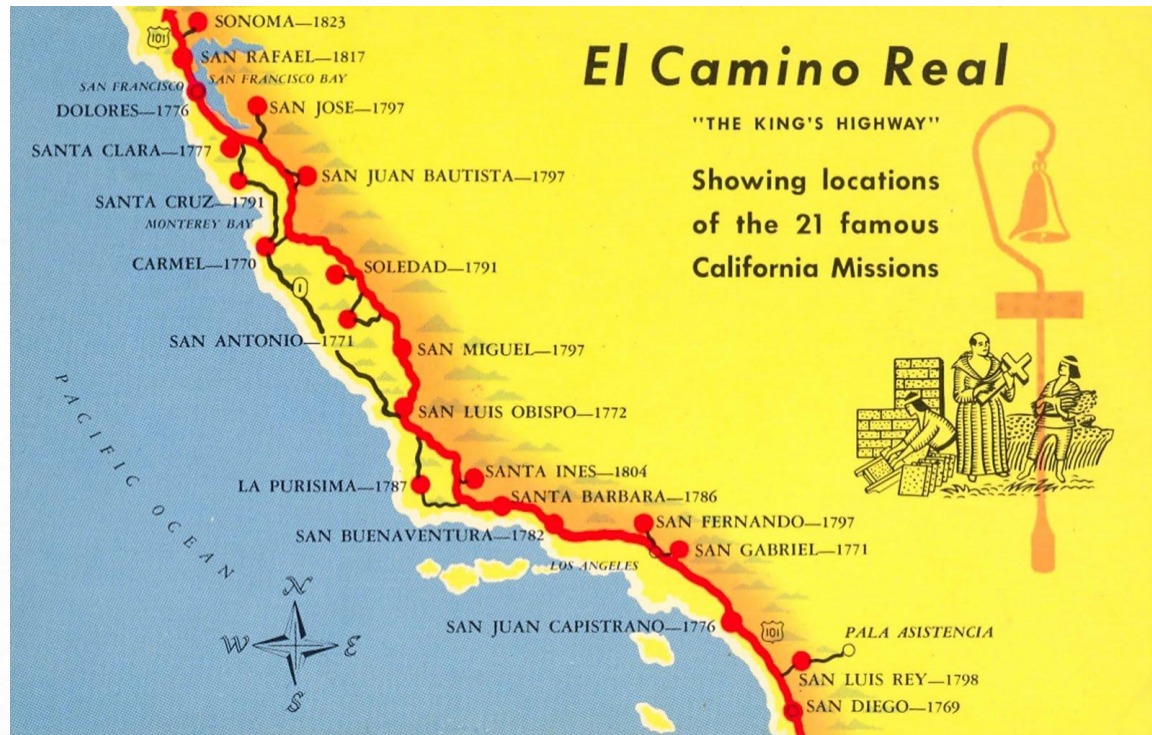 El Camino Real
"THE KING'S HIGHWAY"
Showing locations
of the 21 famous
California Missions
SONOMA—1823
101
SAN RAFAEL—1817
SAN FRANCISCO BAY
SAN FRANCISCO
DOLORES—1776
SAN JOSE—1797
SANTA CLARA—1777
SAN JUAN BAUTISTA—1797
SANTA CRUZ—1791
MONTEREY BAY
CARMEL—1770
SOLEDAD—1791
1
SAN ANTONIO—1771
SAN MIGUEL—1797
SAN LUIS OBISPO—1772
PACIFIC OCEAN
SANTA INES—1804
LA PURISIMA—1787
SANTA BARBARA—1786
SAN BUENAVENTURA—1782
SAN FERNANDO—1797
SAN GABRIEL—1771
LOS ANGELES
N
W
E
S
SAN JUAN CAPISTRANO—1776
101
PALA ASISTENCIA
SAN LUIS REY—1798
SAN DIEGO—1769